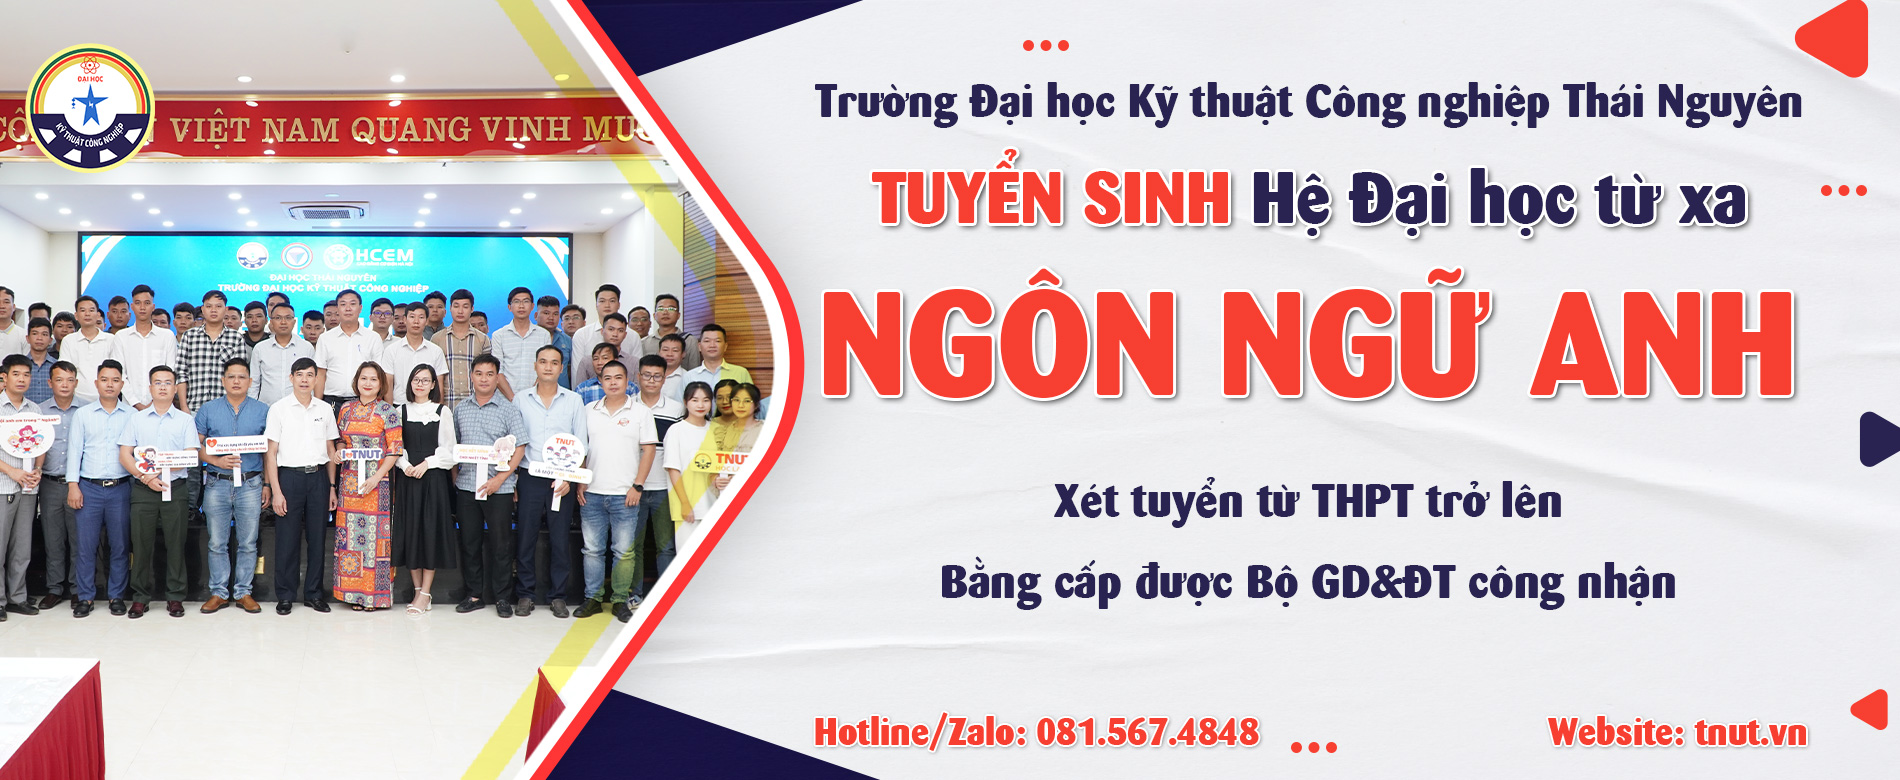 ĐẠI HỌC
KỸ THUẬT CÔNG NGHIỆP
VIỆT NAM QUANG VINH
HCEM
ĐẠI HỌC THÁI NGUYÊN
TRƯỜNG ĐẠI HỌC KỸ THUẬT CÔNG NGHIỆP
I TNUT
TNUT
LÀ MỘT
TNUT
Trường Đại học Kỹ thuật Công nghiệp Thái Nguyên
TUYỂN SINH Hệ Đại học từ xa
NGÔN NGỮ ANH
Xét tuyển từ THPT trở lên
Bằng cấp được Bộ GD&ĐT công nhận
Hotline/Zalo: 081.567.4848
Website: tnut.vn